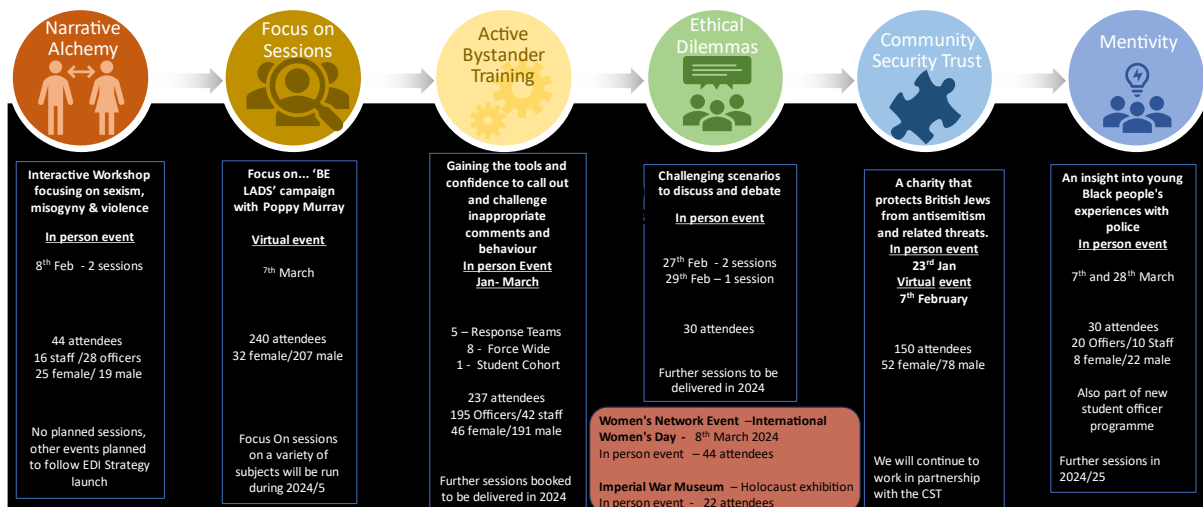 Narrative
Alchemy
Focus on
Sessions
Active
Bystander
Training
Ethical
Dilemmas
Community
Security Trust
Mentivity
Interactive Workshop
focusing on sexism,
misogyny & violence
In person event
8th Feb - 2 sessions
44 attendees
16 staff /28 officers
25 female/ 19 male
No planned sessions,
other events planned
to follow EDI Strategy
launch
Focus on... ‘BE
LADS’ campaign
with Poppy Murray
Virtual event
7th March
240 attendees
32 female/207 male
Focus On sessions
on a variety of
subjects will be run
during 2024/5
Gaining the tools and
confidence to call out
and challenge
inappropriate
comments and
behaviour
In person Event
Jan- March
5 – Response Teams
8 - Force Wide
1 - Student Cohort
237 attendees
195 Officers/42 staff
46 female/191 male
Further sessions booked
to be delivered in 2024
Challenging scenarios
to discuss and debate
In person event
27th Feb - 2 sessions
29th Feb – 1 session
30 attendees
Further sessions to
be delivered in 2024
Women's Network Event –International
Women's Day - 8th March 2024
In person event – 44 attendees
Imperial War Museum – Holocaust exhibition
In person event - 22 attendees
A charity that
protects British Jews
from antisemitism
and related threats.
In person event
23rd Jan
Virtual event
7th February
150 attendees
52 female/78 male
We will continue to
work in partnership
with the CST
An insight into young
Black people's
experiences with
police
In person event
7th and 28th March
30 attendees
20 Offiers/10 Staff
8 female/22 male
Also part of new
student officer
programme
Further sessions in
2024/25